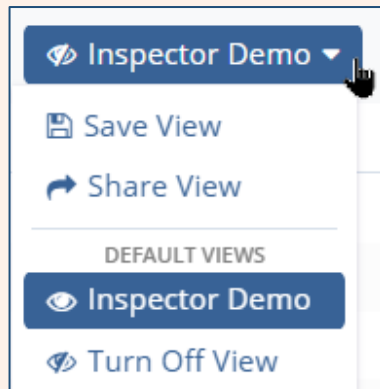 Inspector Demo
Save View
Share View
DEFAULT VIEWS
Inspector Demo
Turn Off View